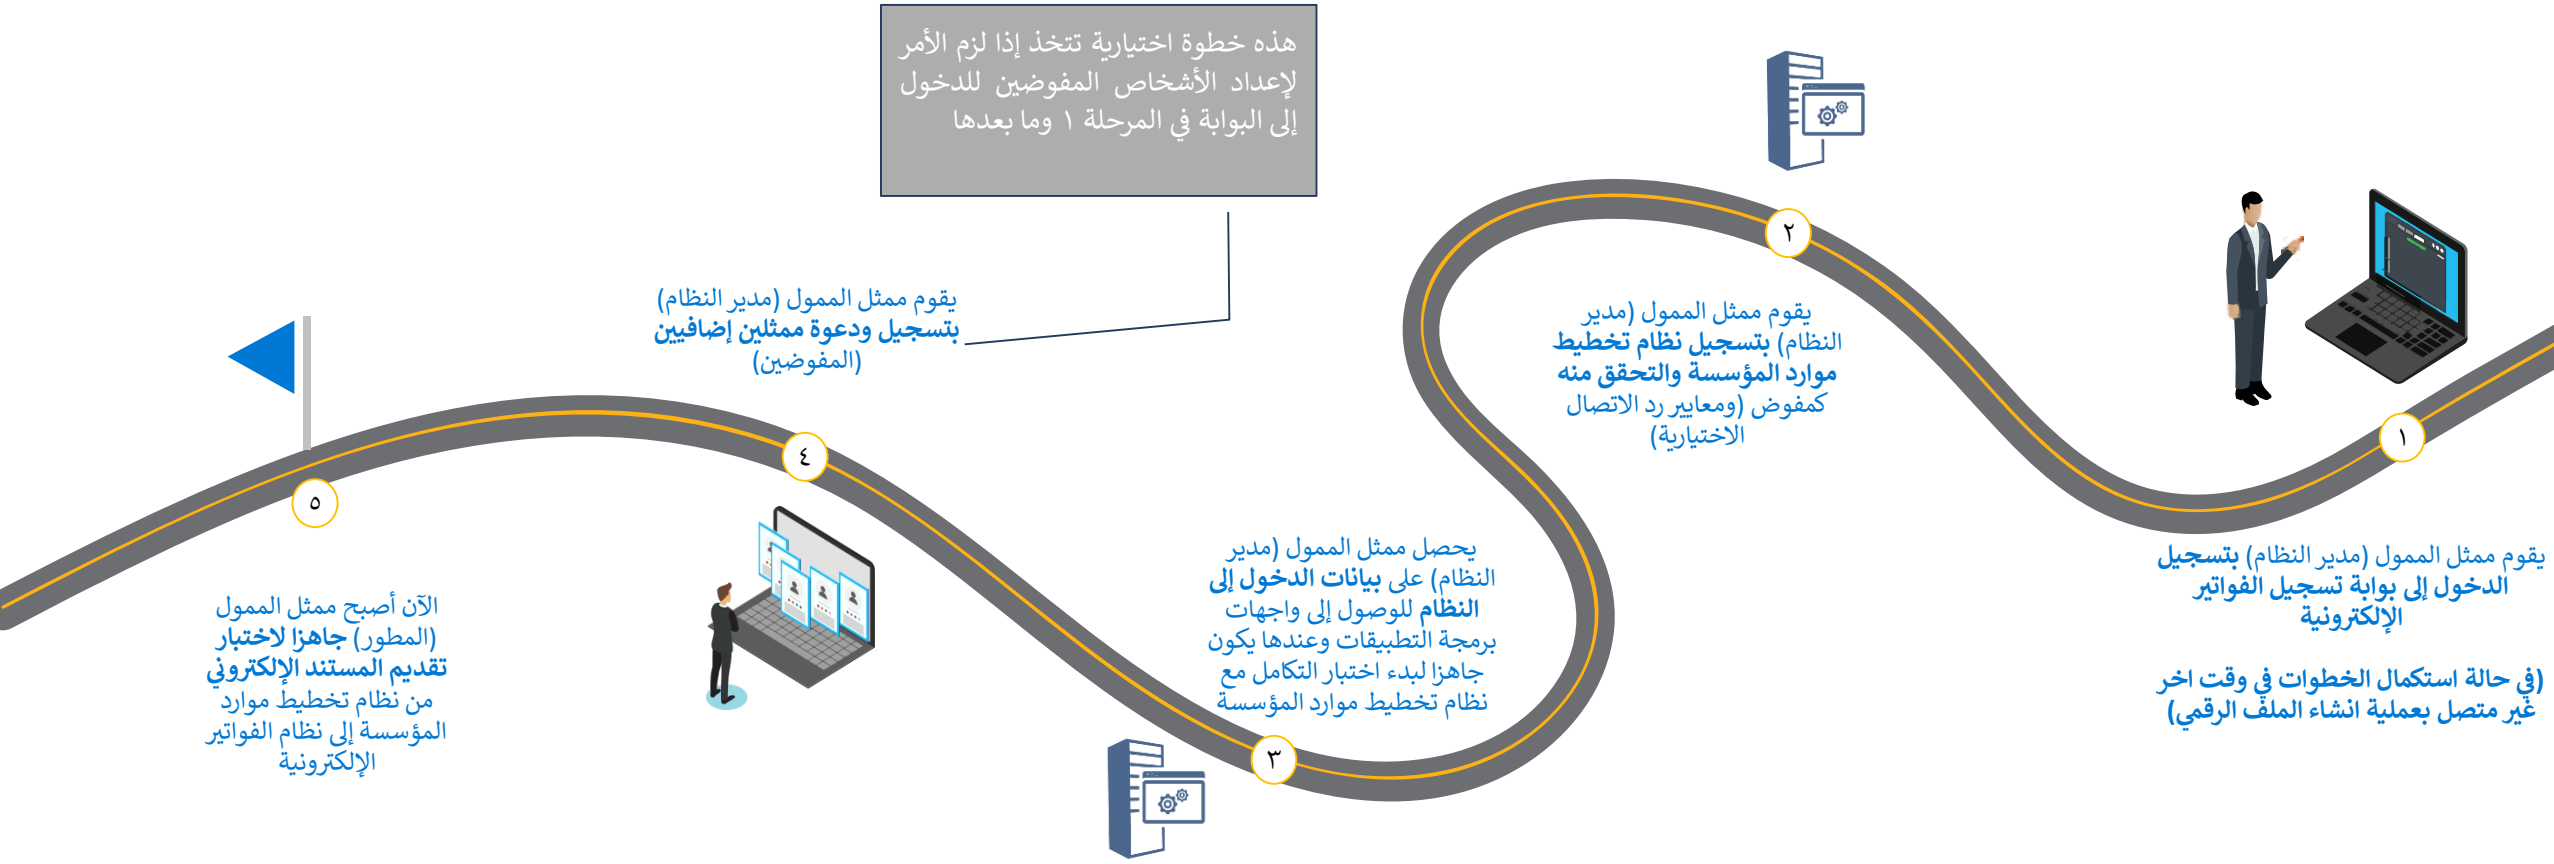 ١
يقوم ممثل الممول (مدير النظام) بتسجيل
الدخول إلى بوابة تسجيل الفواتير
الإلكترونية
(في حالة استكمال الخطوات في وقت اخر
غير متصل بعملية انشاء الملف الرقمي)
٢
يقوم ممثل الممول (مدير
النظام) بتسجيل نظام تخطيط
موارد المؤسسة والتحقق منه
كمفوض (ومعايير رد الاتصال
الاختيارية)
٣
يحصل ممثل الممول (مدير
النظام) على بيانات الدخول إلى
النظام للوصول إلى واجهات
برمجة التطبيقات وعندها يكون
جاهزا لبدء اختبار التكامل مع
نظام تخطيط موارد المؤسسة
٤
يقوم ممثل الممول (مدير النظام)
بتسجيل ودعوة ممثلين إضافيين
(المفوضين)
هذه خطوة اختيارية تتخذ إذا لزم الأمر
لإعداد الأشخاص المفوضين للدخول
إلى البوابة في المرحلة ١ وما بعدها
٥
الآن أصبح ممثل الممول
(المطور) جاهزا لاختبار
تقديم المستند الإلكتروني
من نظام تخطيط موارد
المؤسسة إلى نظام الفواتير
الإلكترونية